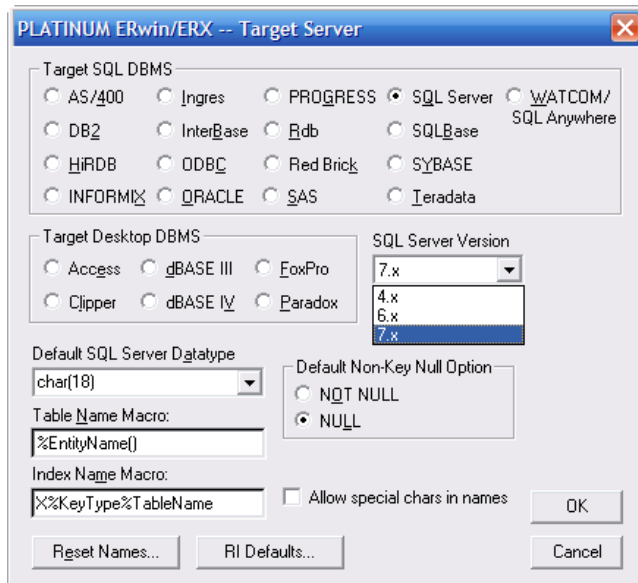 PLATINUM ERwin/ERX -- Target Server
Target SQL DBMS
AS/400 Ingres PROGRESS SQL Server WATCOM/
SQL Anywhere
DB2 InterBase Rdb SQLBase
HiRDB ODBC Red Brick SYBASE
INFORMIX ORACLE SAS Teradata
Target Desktop DBMS
Access dBASE III FoxPro
Clipper dBASE IV Paradox
SQL Server Version
7.x
4.x
6.x
7.x
Default SQL Server Datatype
char(18)
Default Non-Key Null Option
NOT NULL
NULL
Table Name Macro:
%EntityName()
Index Name Macro:
X%KeyType%TableName
Allow special chars in names
OK
Reset Names...
RI Defaults...
Cancel